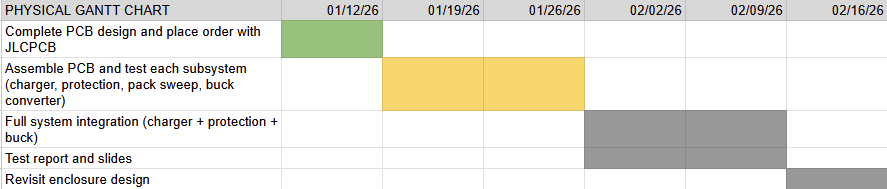 PHYSICAL GANTT CHART 01/12/26 01/19/26 01/26/26 02/02/26 02/09/26 02/16/26
Complete PCB design and place order with
JLCPCB
Assemble PCB and test each subsystem
(charger, protection, pack sweep, buck
converter)
Full system integration (charger + protection +
buck)
Test report and slides
Revisit enclosure design